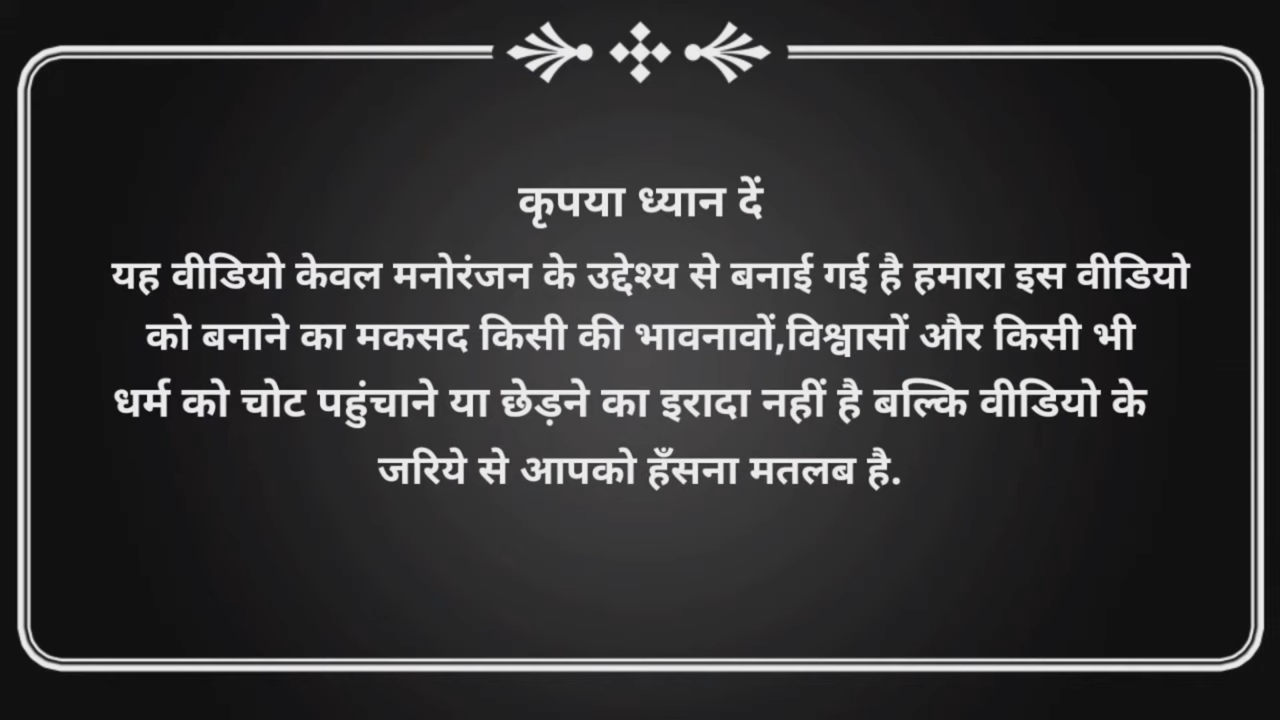 कृपया ध्यान दें
यह वीडियो केवल मनोरंजन के उद्देश्य से बनाई गई है हमारा इस वीडियो
को बनाने का मकसद किसी की भावनावों,विश्वासों और किसी भी
धर्म को चोट पहुंचाने या छेड़ने का इरादा नहीं है बल्कि वीडियो के
जरिये से आपको हँसना मतलब है.